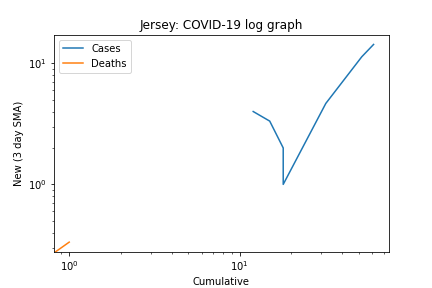 Jersey: COVID-19 log graph
Cases
Deaths
10¹
10⁰
New (3 day SMA)
10⁰
10¹
Cumulative